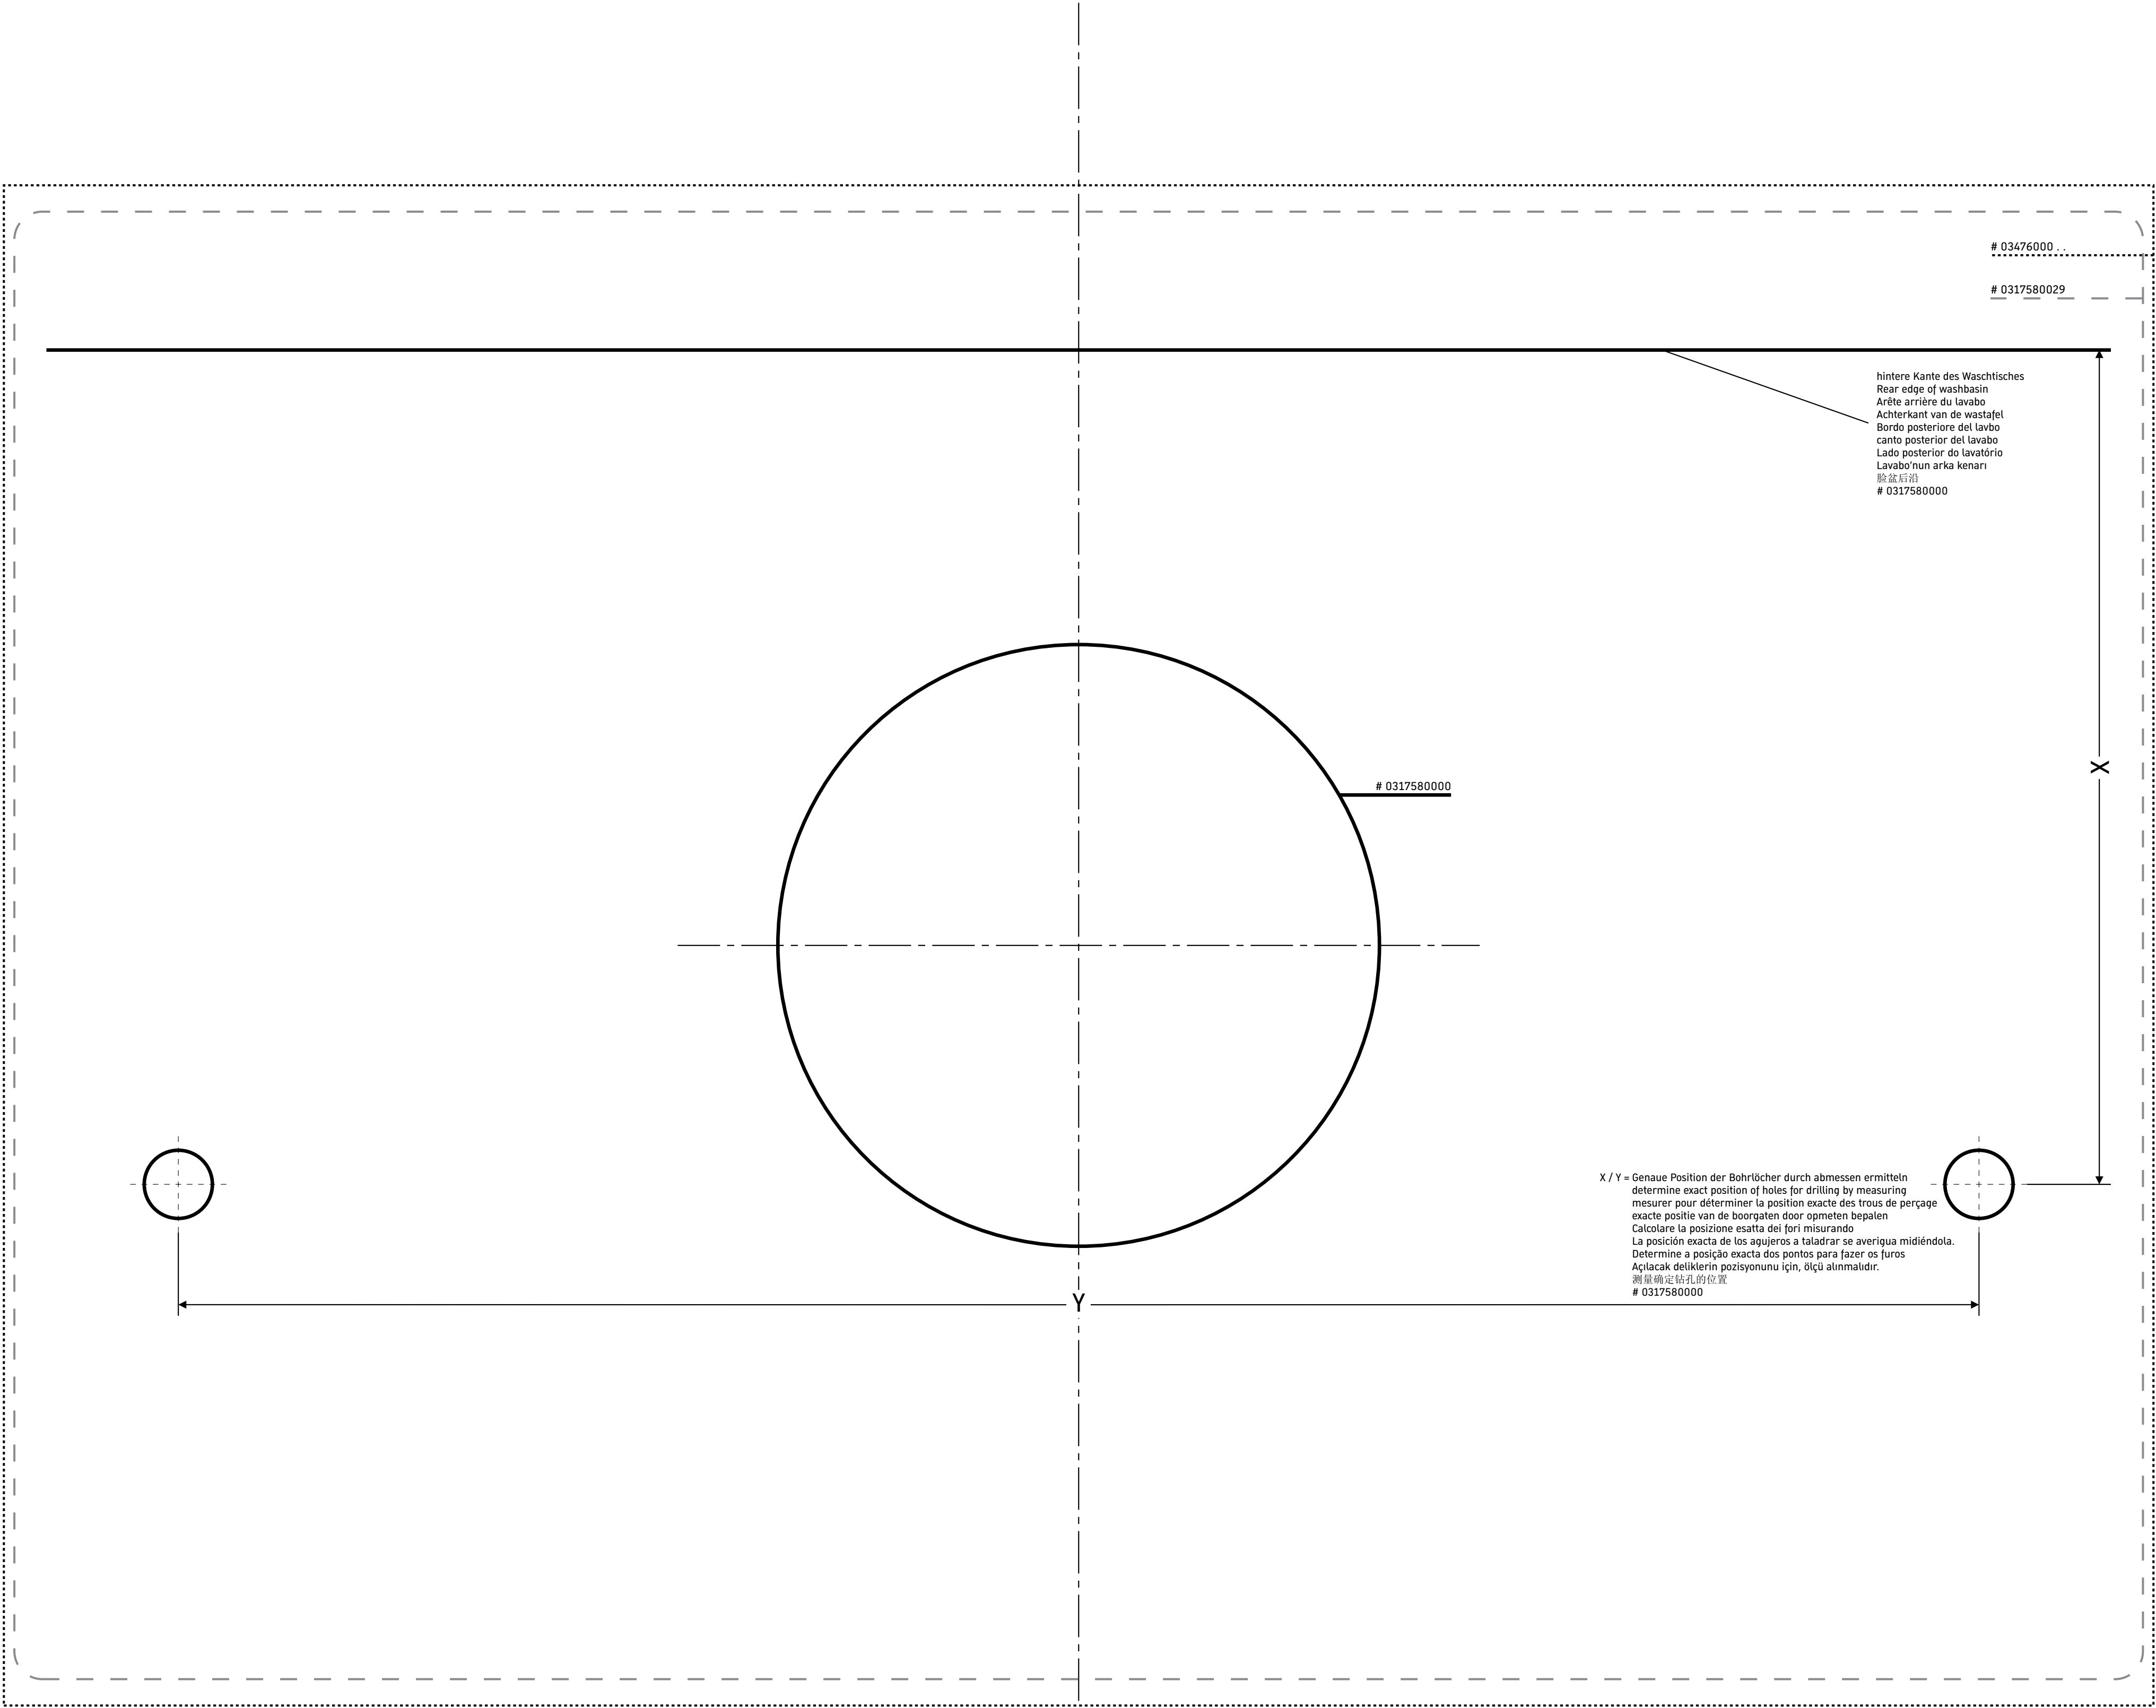 # 03476000 . .
# 0317580029
hintere Kante des Waschtisches
Rear edge of washbasin
Arête arrière du lavabo
Achterkant van de wastafel
Bordo posteriore del lavbo
canto posterior del lavabo
Lado posterior do lavatório
Lavabo'nun arka kenarı
脸盆后沿
# 0317580000
X
# 0317580000
X / Y = Genaue Position der Bohrlöcher durch abmessen ermitteln
determine exact position of holes for drilling by measuring
mesurer pour déterminer la position exacte des trous de perçage
exacte positie van de boorgaten door opmeten bepalen
Calcolare la posizione esatta dei fori misurando
La posición exacta de los agujeros a taladrar se averigua midiéndola.
Determine a posição exacta dos pontos para fazer os furos
Açılacak deliklerin pozisyonunu için, ölçü alınmalıdır.
测量确定钻孔的位置
# 0317580000
Y